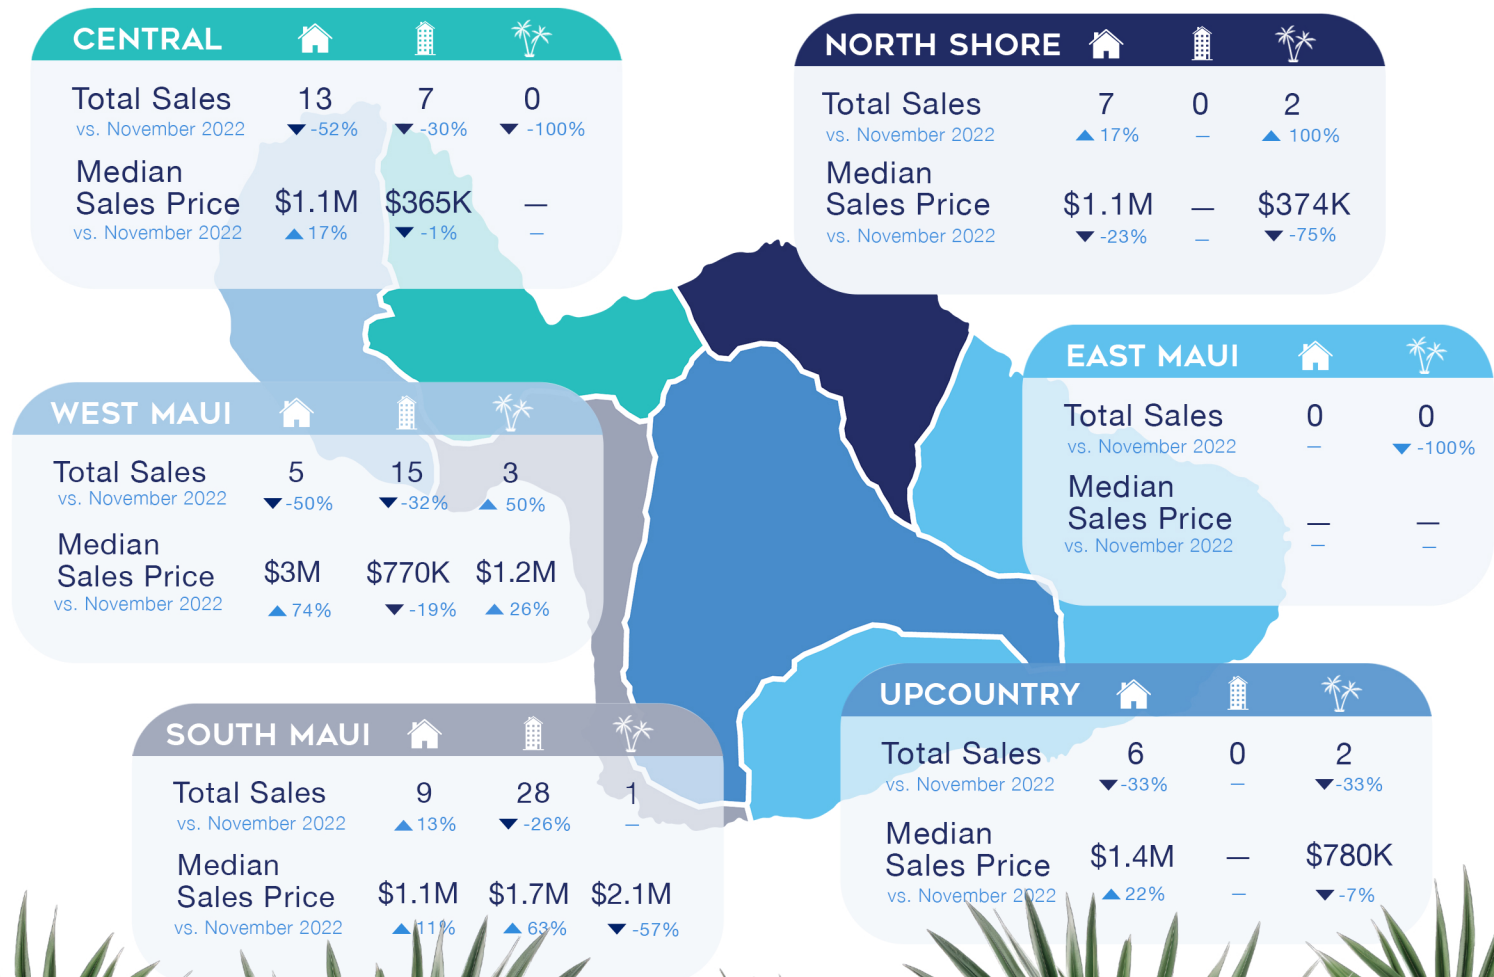 CENTRAL
Total Sales 13 7 0
vs. November 2022 ▼ -52% ▼ -30% ▼ -100%
Median
Sales Price $1.1M $365K —
vs. November 2022 ▲ 17% ▼ -1% –
NORTH SHORE
Total Sales 7 0 2
vs. November 2022 ▲ 17% – ▲ 100%
Median
Sales Price $1.1M — $374K
vs. November 2022 ▼ -23% – ▼ -75%
EAST MAUI
Total Sales 0 0
vs. November 2022 – ▼ -100%
Median
Sales Price — —
vs. November 2022 – –
WEST MAUI
Total Sales 5 15 3
vs. November 2022 ▼ -50% ▼ -32% ▲ 50%
Median
Sales Price $3M $770K $1.2M
vs. November 2022 ▲ 74% ▼ -19% ▲ 26%
UPCOUNTRY
Total Sales 6 0 2
vs. November 2022 ▼ -33% – ▼ -33%
Median
Sales Price $1.4M — $780K
vs. November 2022 ▲ 22% – ▼ -7%
SOUTH MAUI
Total Sales 9 28 1
vs. November 2022 ▲ 13% ▼ -26% –
Median
Sales Price $1.1M $1.7M $2.1M
vs. November 2022 ▲ 11% ▲ 63% ▼ -57%